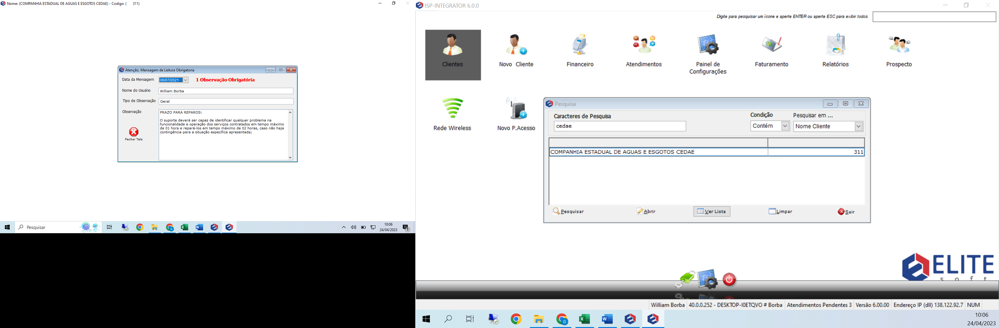 Nome: (COMPANHIA ESTADUAL DE AGUAS E ESGOTOS CEDAE) - Codigo: ( 311)
Atenção, Mensagem de Leitura Obrigatoria
Data da Mensagem 06/07/2021 1 Observação Obrigatória
Nome do Usuário William Borba
Tipo de Observação Geral
Observação PRAZO PARA REPAROS:
O suporte deverá ser capaz de identificar qualquer problema na
funcionalidade e operação dos serviços contratados em tempo máximo
de 01 hora e repará-los em tempo máximo de 02 horas, caso não haja
contingência para a situação específica apresentada;
Fechar Tela
Pesquisar
10:06
24/04/2023
3
ISP-INTEGRATOR 6.0.0
Digite para pesquisar um ícone e aperte ENTER ou aperte ESC para exibir todos
Clientes Novo Cliente Financeiro Atendimentos Painel de Configurações Faturamento Relatórios Prospecto
Rede Wireless Novo P.Acesso
Pesquisa
Caracteres de Pesquisa Condição Pesquisar em ...
cedae Contém Nome Cliente
COMPANHIA ESTADUAL DE AGUAS E ESGOTOS CEDAE 311
Pesquisar Abrir Ver Lista Limpar Sair
ELITE
soft
William Borba 40.0.0.252 - DESKTOP-I0ETQVO # Borba Atendimentos Pendentes 3 Versão 6.00.00 Endereço IP (dll) 138.122.92.7 NUM
10:06
24/04/2023